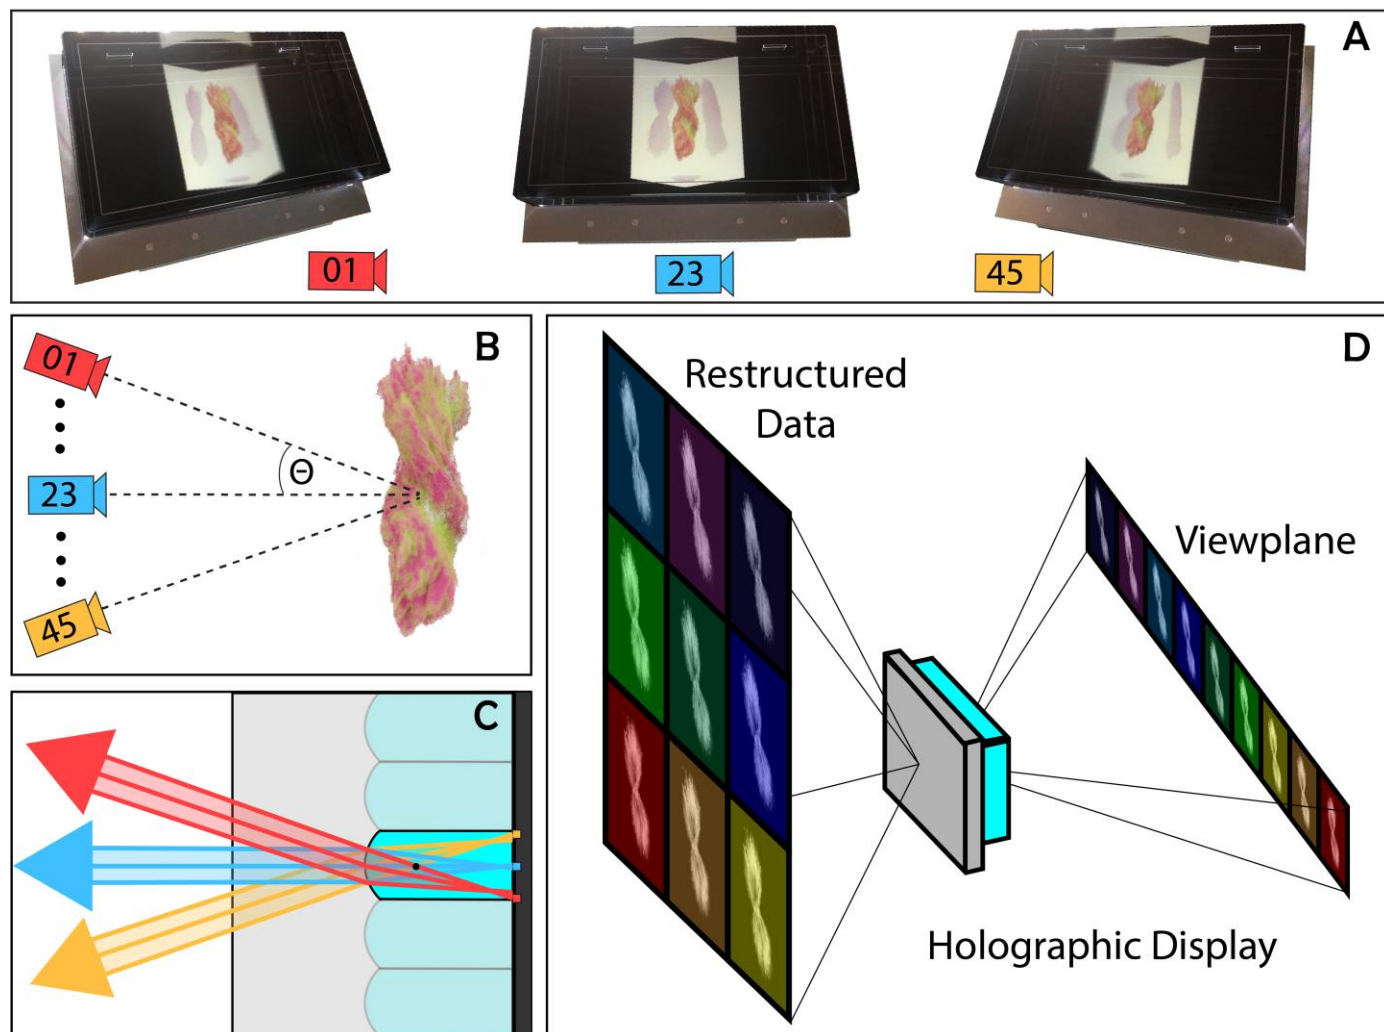 A
01
23
45
B
01
23
Θ
45
C
D
Restructured
Data
Viewplane
Holographic Display